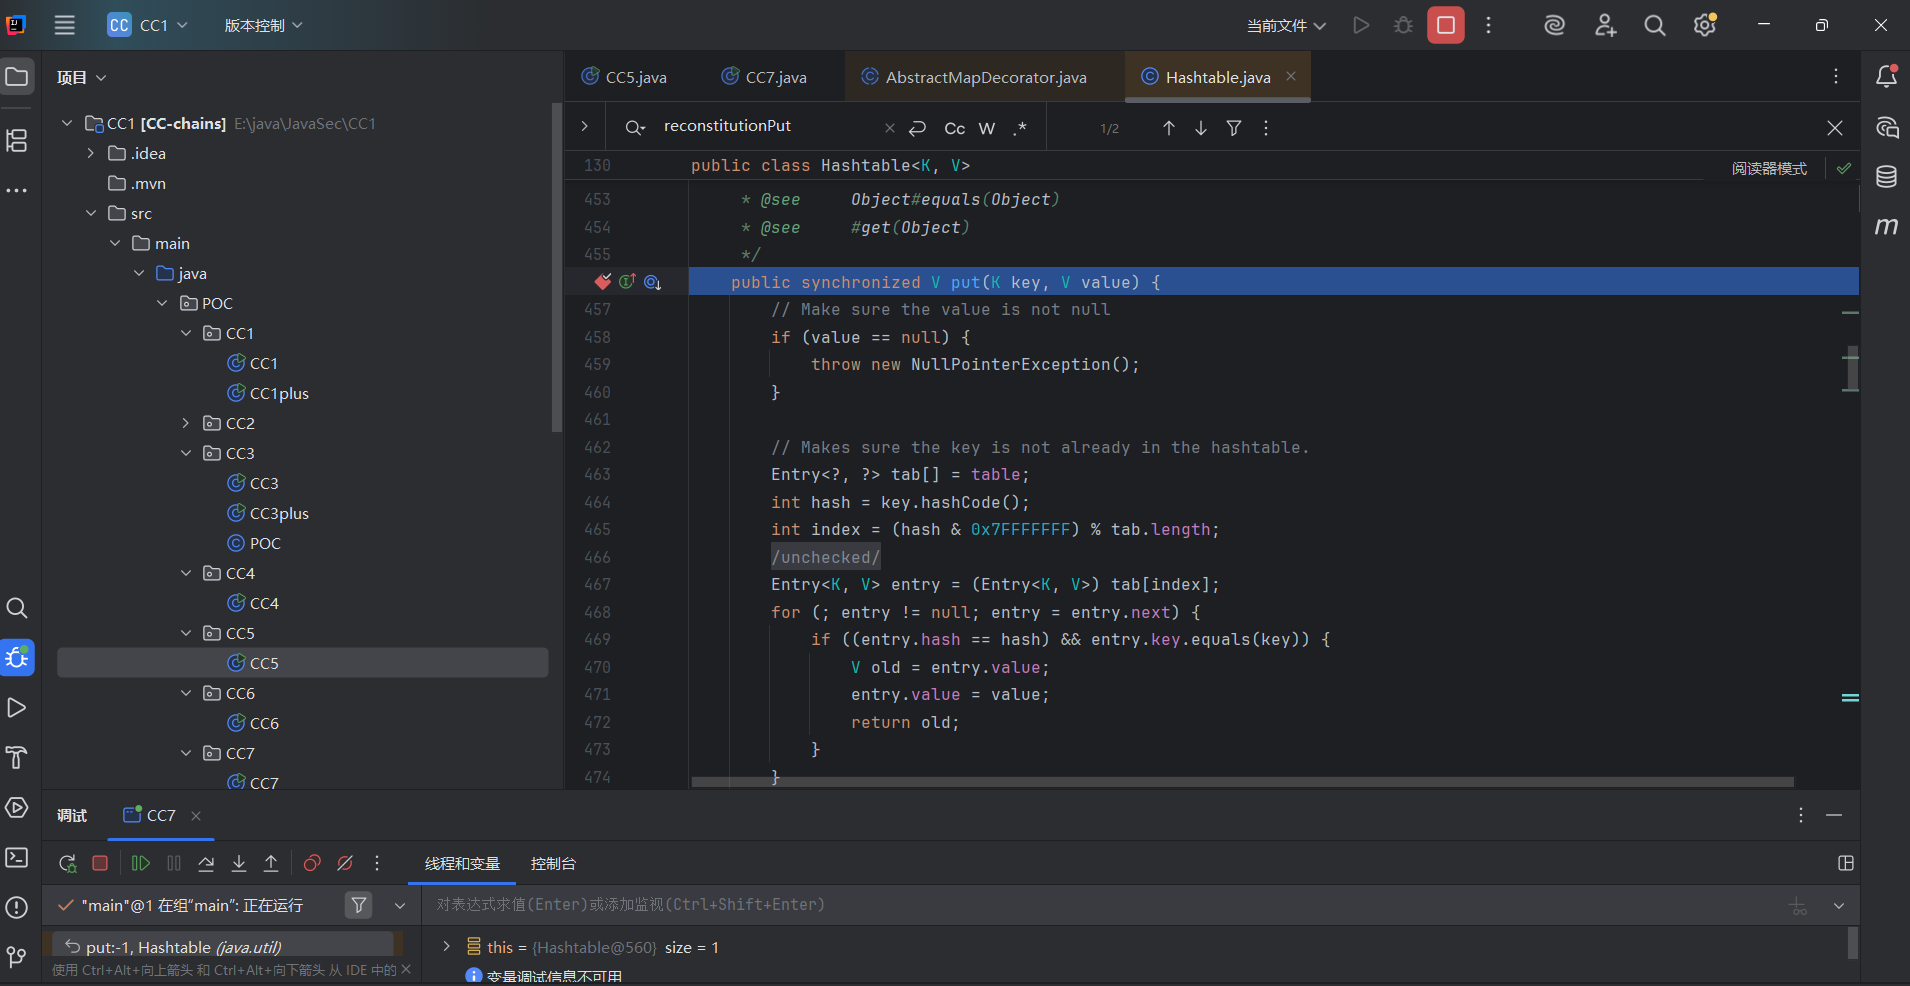 CC CC1 版本控制 当前文件
项目
CC5.java CC7.java AbstractMapDecorator.java Hashtable.java
reconstitutionPut Cc W .* 1/2
CC1 [CC-chains] E:\java\JavaSec\CC1
.idea
.mvn
src
main
java
POC
CC1
CC1
CC1plus
CC2
CC3
CC3
CC3plus
POC
CC4
CC4
CC5
CC5
CC6
CC6
CC7
CC7
阅读器模式
130 public class Hashtable<K, V>
453 * @see Object#equals(Object)
454 * @see #get(Object)
455 */
public synchronized V put(K key, V value) {
457 // Make sure the value is not null
458 if (value == null) {
459 throw new NullPointerException();
460 }
461
462 // Makes sure the key is not already in the hashtable.
463 Entry<?, ?> tab[] = table;
464 int hash = key.hashCode();
465 int index = (hash & 0x7FFFFFFF) % tab.length;
466 /unchecked/
467 Entry<K, V> entry = (Entry<K, V>) tab[index];
468 for (; entry != null; entry = entry.next) {
469 if ((entry.hash == hash) && entry.key.equals(key)) {
470 V old = entry.value;
471 entry.value = value;
472 return old;
473 }
474 }
m
调试 CC7
线程和变量 控制台
"main"@1 在组"main": 正在运行
对表达式求值(Enter)或添加监视(Ctrl+Shift+Enter)
put:-1, Hashtable (java.util)
this = {Hashtable@560} size = 1
使用 Ctrl+Alt+向上箭头 和 Ctrl+Alt+向下箭头 从 IDE 中的
变量调试信息不可用